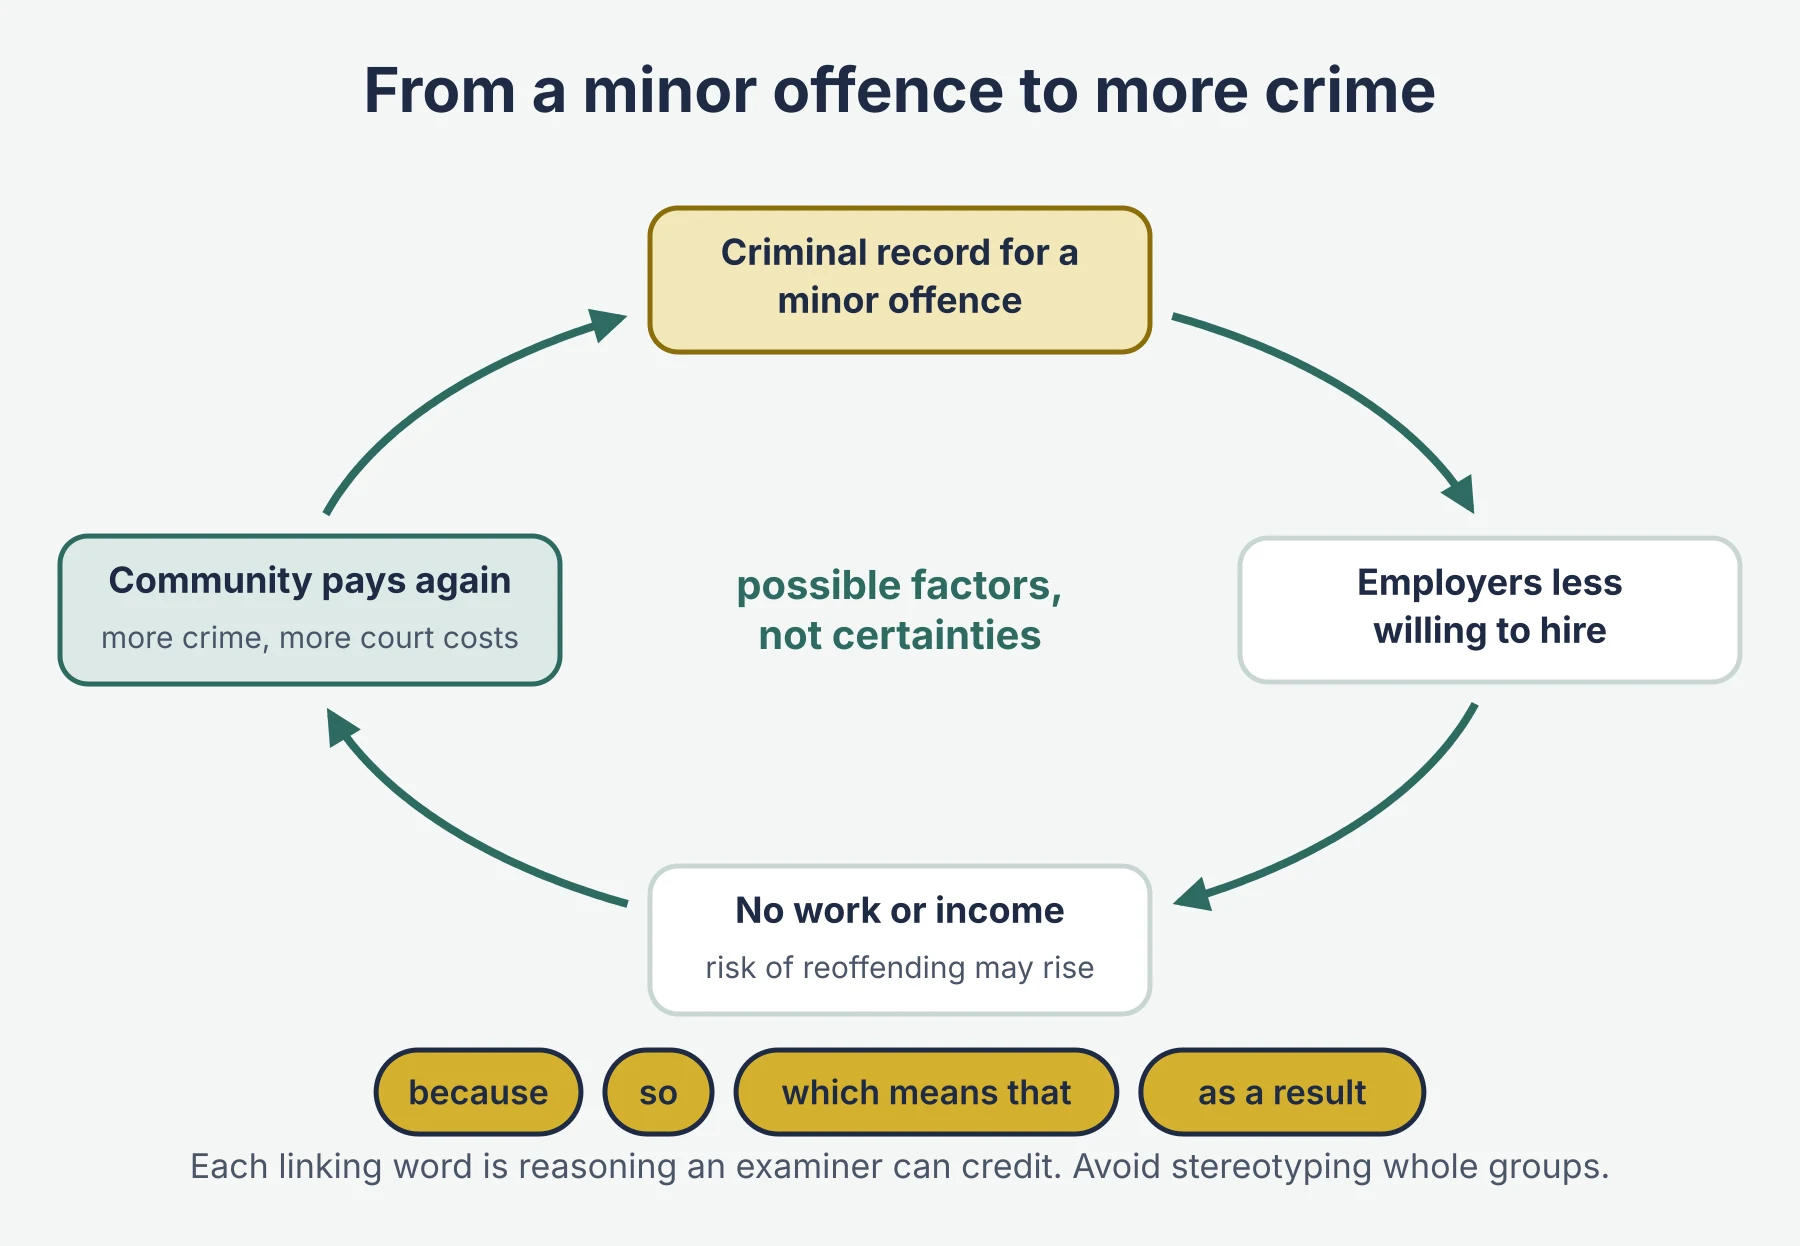 From a minor offence to more crime
Criminal record for a
minor offence
Employers less
willing to hire
No work or income
risk of reoffending may rise
Community pays again
more crime, more court costs
possible factors,
not certainties
because
so
which means that
as a result
Each linking word is reasoning an examiner can credit. Avoid stereotyping whole groups.